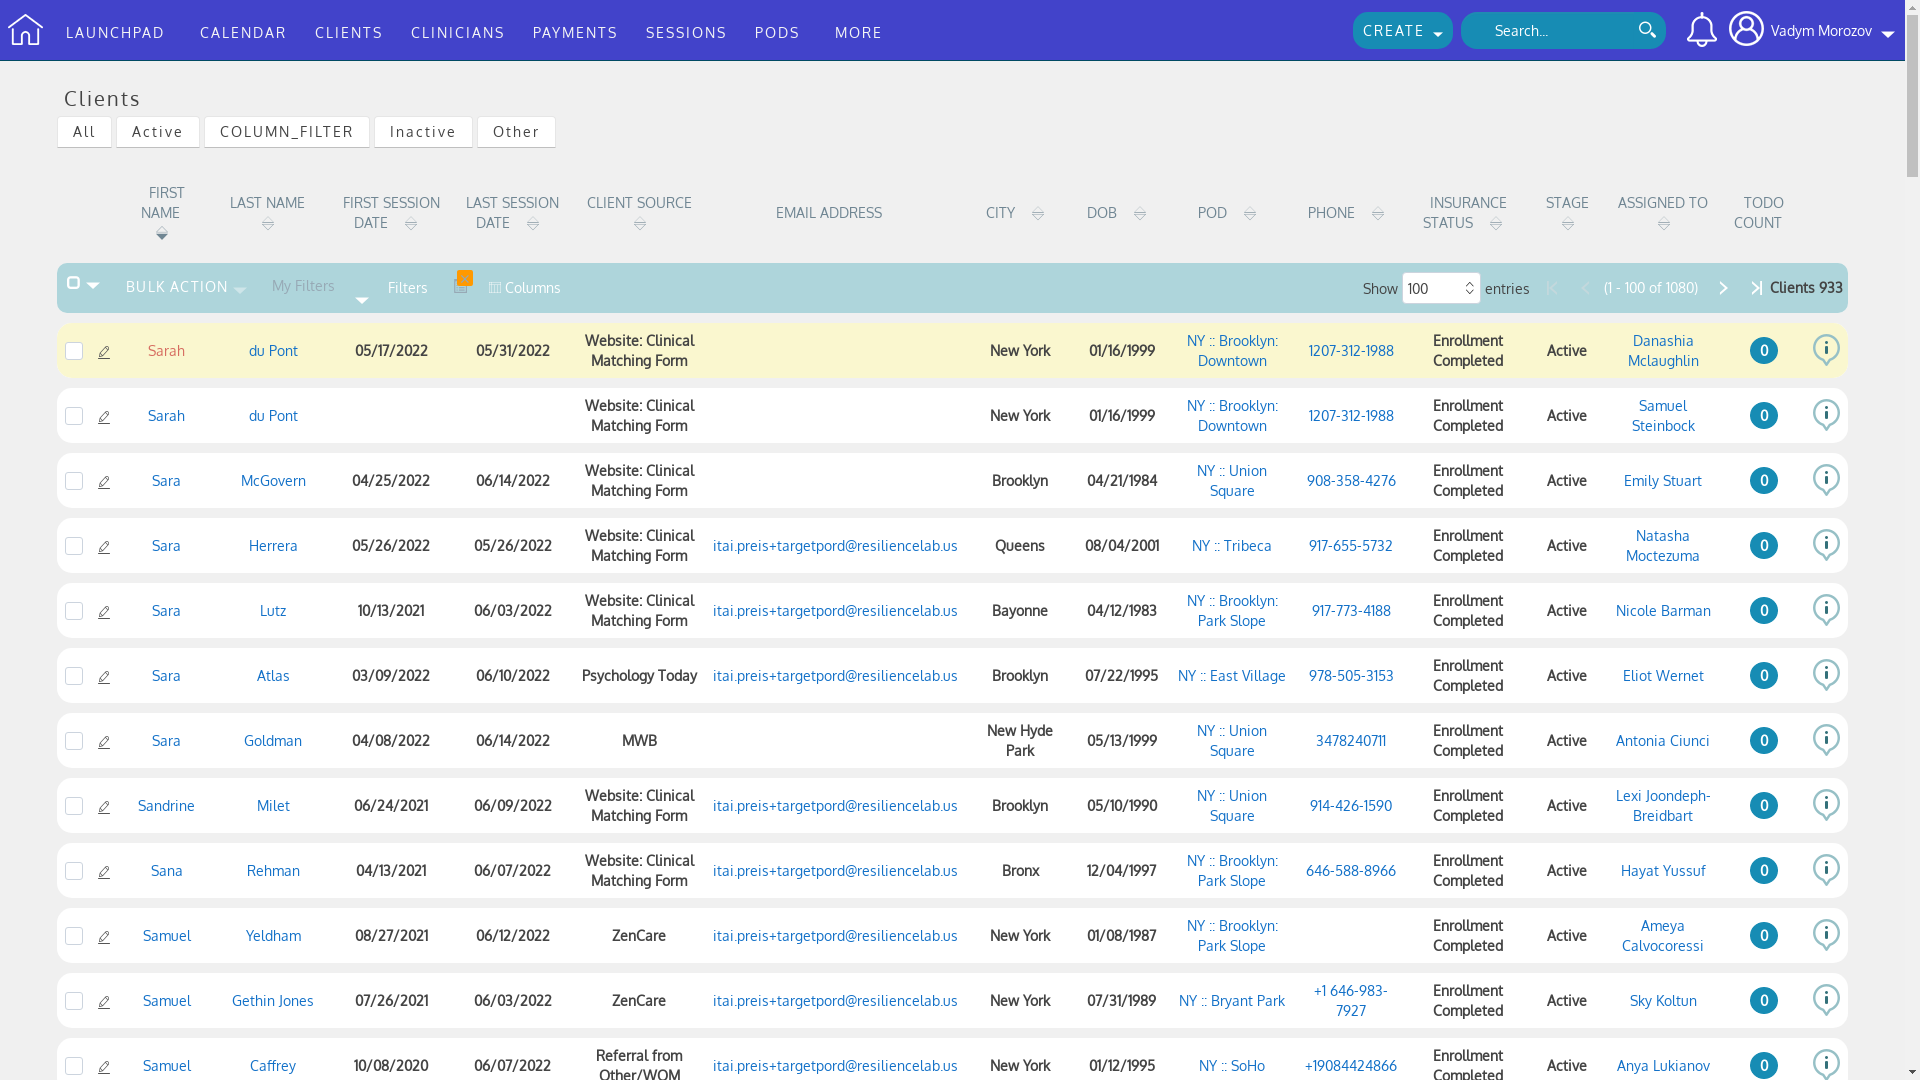 LAUNCHPAD CALENDAR CLIENTS CLINICIANS PAYMENTS SESSIONS PODS MORE CREATE Search... Vadym Morozov
Clients
All Active COLUMN_FILTER Inactive Other
FIRST NAME LAST NAME FIRST SESSION DATE LAST SESSION DATE CLIENT SOURCE EMAIL ADDRESS CITY DOB POD PHONE INSURANCE STATUS STAGE ASSIGNED TO TODO COUNT
BULK ACTION My Filters Filters Columns Show 100 entries (1 - 100 of 1080) Clients 933
Sarah du Pont 05/17/2022 05/31/2022 Website: Clinical Matching Form New York 01/16/1999 NY :: Brooklyn: Downtown 1207-312-1988 Enrollment Completed Active Danashia Mclaughlin 0
Sarah du Pont Website: Clinical Matching Form New York 01/16/1999 NY :: Brooklyn: Downtown 1207-312-1988 Enrollment Completed Active Samuel Steinbock 0
Sara McGovern 04/25/2022 06/14/2022 Website: Clinical Matching Form Brooklyn 04/21/1984 NY :: Union Square 908-358-4276 Enrollment Completed Active Emily Stuart 0
Sara Herrera 05/26/2022 05/26/2022 Website: Clinical Matching Form itai.preis+targetpord@resiliencelab.us Queens 08/04/2001 NY :: Tribeca 917-655-5732 Enrollment Completed Active Natasha Moctezuma 0
Sara Lutz 10/13/2021 06/03/2022 Website: Clinical Matching Form itai.preis+targetpord@resiliencelab.us Bayonne 04/12/1983 NY :: Brooklyn: Park Slope 917-773-4188 Enrollment Completed Active Nicole Barman 0
Sara Atlas 03/09/2022 06/10/2022 Psychology Today itai.preis+targetpord@resiliencelab.us Brooklyn 07/22/1995 NY :: East Village 978-505-3153 Enrollment Completed Active Eliot Wernet 0
Sara Goldman 04/08/2022 06/14/2022 MWB New Hyde Park 05/13/1999 NY :: Union Square 3478240711 Enrollment Completed Active Antonia Ciunci 0
Sandrine Milet 06/24/2021 06/09/2022 Website: Clinical Matching Form itai.preis+targetpord@resiliencelab.us Brooklyn 05/10/1990 NY :: Union Square 914-426-1590 Enrollment Completed Active Lexi Joondeph-Breidbart 0
Sana Rehman 04/13/2021 06/07/2022 Website: Clinical Matching Form itai.preis+targetpord@resiliencelab.us Bronx 12/04/1997 NY :: Brooklyn: Park Slope 646-588-8966 Enrollment Completed Active Hayat Yussuf 0
Samuel Yeldham 08/27/2021 06/12/2022 ZenCare itai.preis+targetpord@resiliencelab.us New York 01/08/1987 NY :: Brooklyn: Park Slope Enrollment Completed Active Ameya Calvocoressi 0
Samuel Gethin Jones 07/26/2021 06/03/2022 ZenCare itai.preis+targetpord@resiliencelab.us New York 07/31/1989 NY :: Bryant Park +1 646-983-7927 Enrollment Completed Active Sky Koltun 0
Samuel Caffrey 10/08/2020 06/07/2022 Referral from Other/WOM itai.preis+targetpord@resiliencelab.us New York 01/12/1995 NY :: SoHo +19084424866 Enrollment Completed Active Anya Lukianov 0